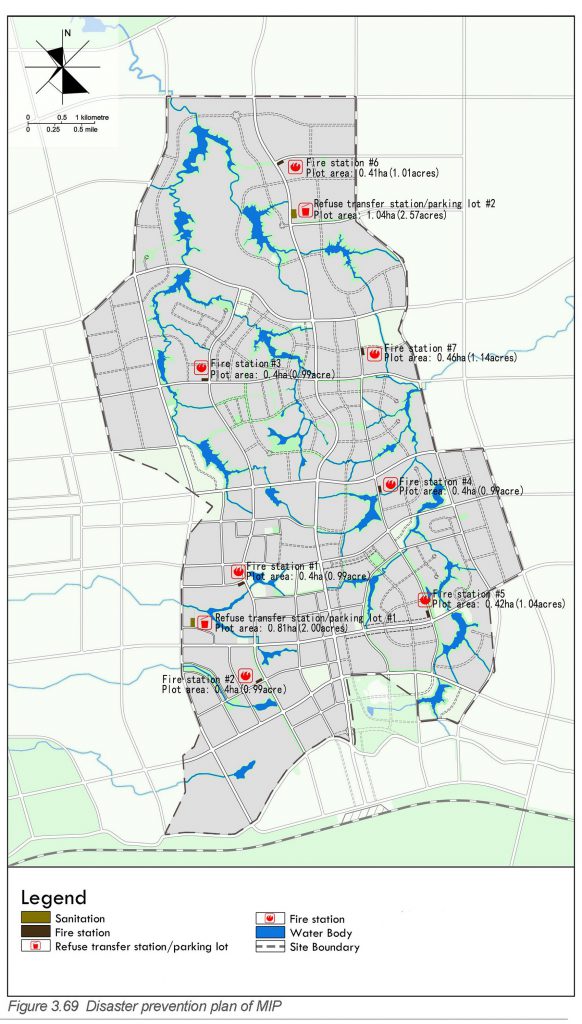 N
0 0.5 1 kilometre
0 0.25 0.5 mile
Fire station #6
Plot area: 0.41ha(1.01acres)
Refuse transfer station/parking lot #2
Plot area: 1.04ha(2.57acres)
Fire station #7
Plot area: 0.46ha(1.14acres)
Fire station #3
Plot area: 0.4ha(0.99acre)
Fire station #4
Plot area: 0.4ha(0.99acre)
Fire station #1
Plot area: 0.4ha(0.99acre)
Fire station #5
Plot area: 0.42ha(1.04acres)
Refuse transfer station/parking lot #1
Plot area: 0.81ha(2.00acres)
Fire station #2
Plot area: 0.4ha(0.99acre)
Legend
Sanitation
Fire station
Refuse transfer station/parking lot
Fire station
Water Body
Site Boundary
Figure 3.69 Disaster prevention plan of MIP